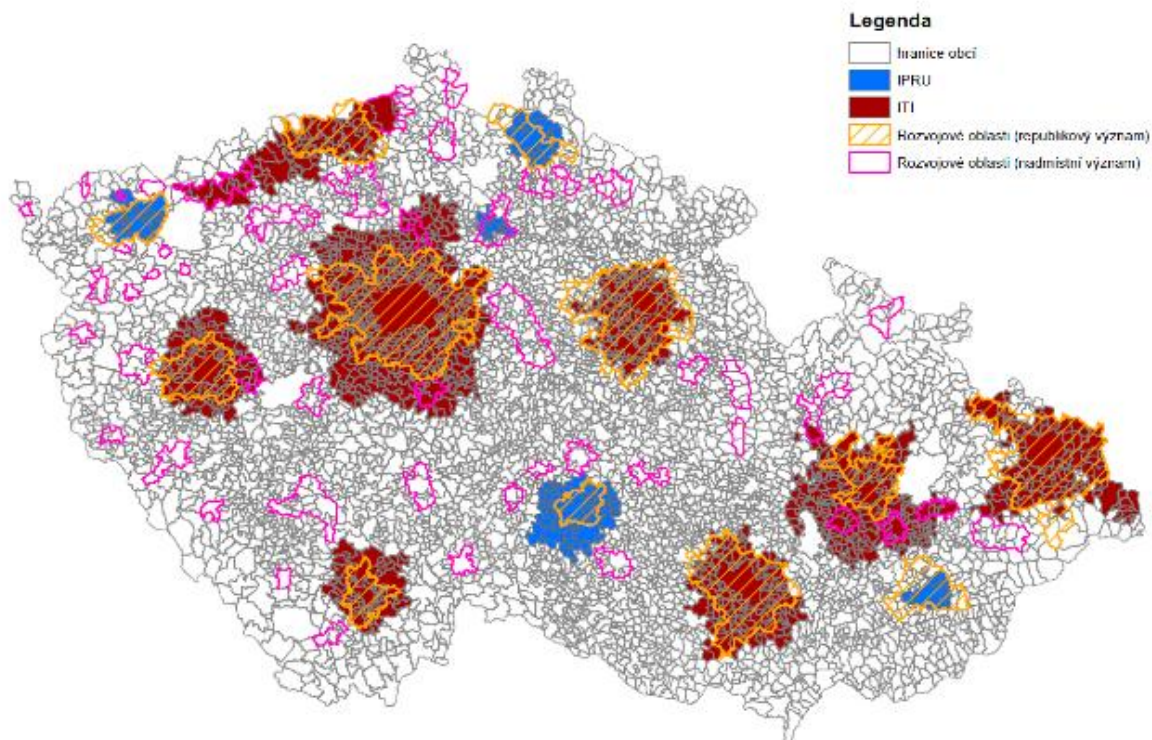 Legenda
hranice obcí
IPRU
ITI
Rozvojové oblasti (republikový význam)
Rozvojové oblasti (nadmístní význam)